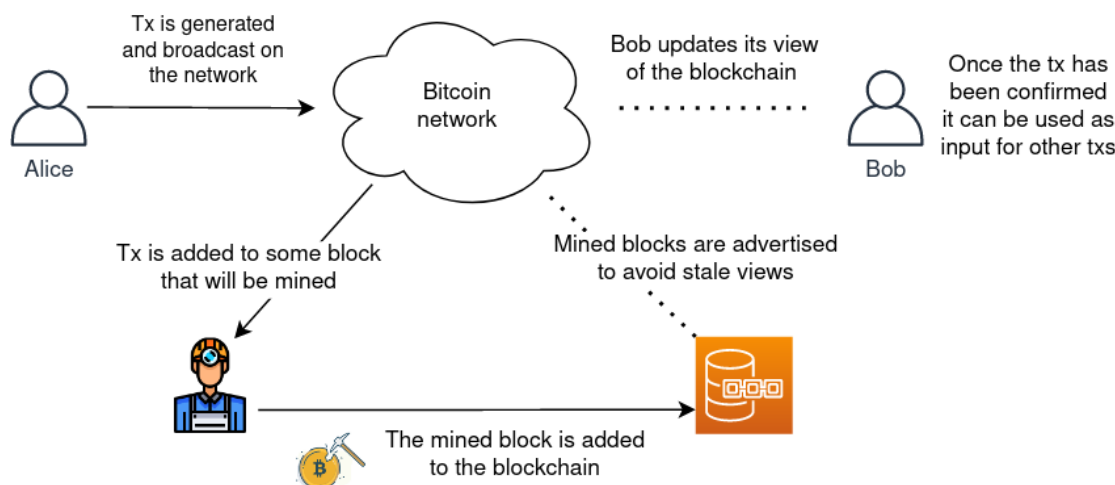 Tx is generated
and broadcast on
the network
Alice
Bitcoin
network
Bob updates its view
of the blockchain
Bob
Once the tx has
been confirmed
it can be used as
input for other txs
Tx is added to some block
that will be mined
Mined blocks are advertised
to avoid stale views
The mined block is added
to the blockchain